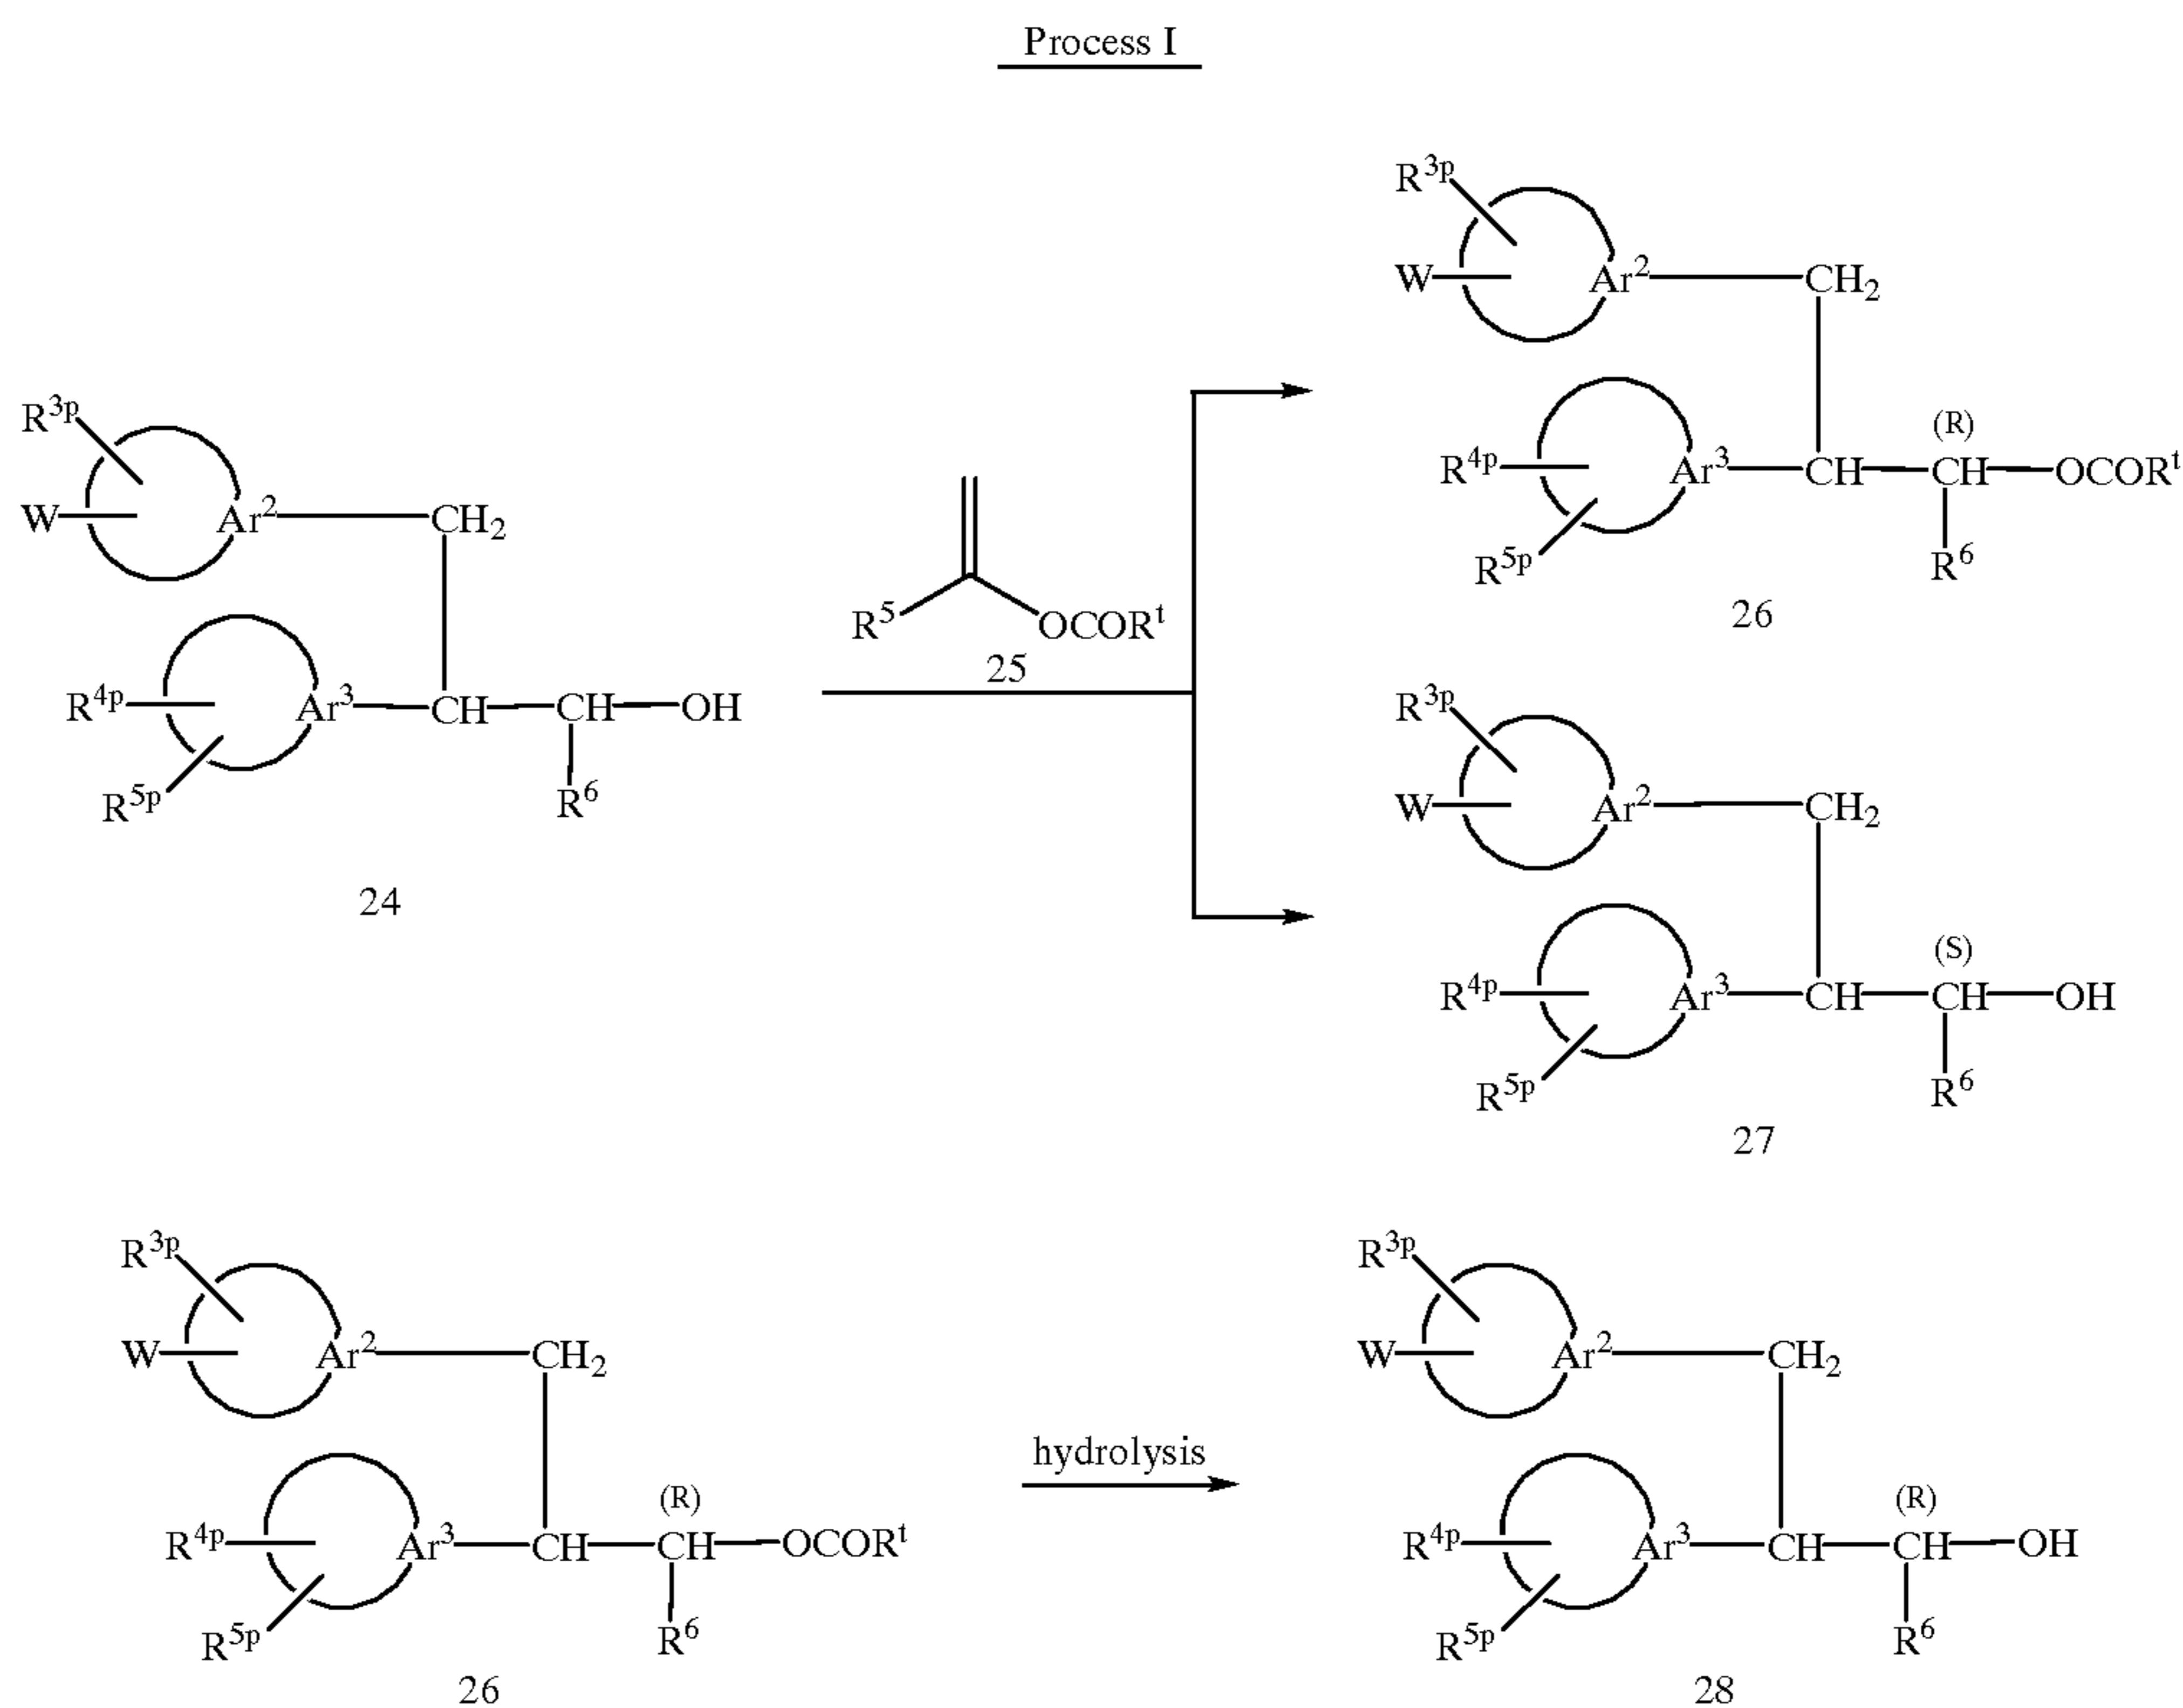 Process I
R³ᵖ
W Ar² CH₂
R⁴ᵖ Ar³ CH CH OH
R⁵ᵖ R⁶
24
R⁵ OCORᵗ
25
R³ᵖ
W Ar² CH₂
(R)
R⁴ᵖ Ar³ CH CH OCORᵗ
R⁵ᵖ R⁶
26
R³ᵖ
W Ar² CH₂
(S)
R⁴ᵖ Ar³ CH CH OH
R⁵ᵖ R⁶
27
R³ᵖ
W Ar² CH₂
(R)
R⁴ᵖ Ar³ CH CH OCORᵗ
R⁵ᵖ R⁶
26
hydrolysis
R³ᵖ
W Ar² CH₂
(R)
R⁴ᵖ Ar³ CH CH OH
R⁵ᵖ R�6
28